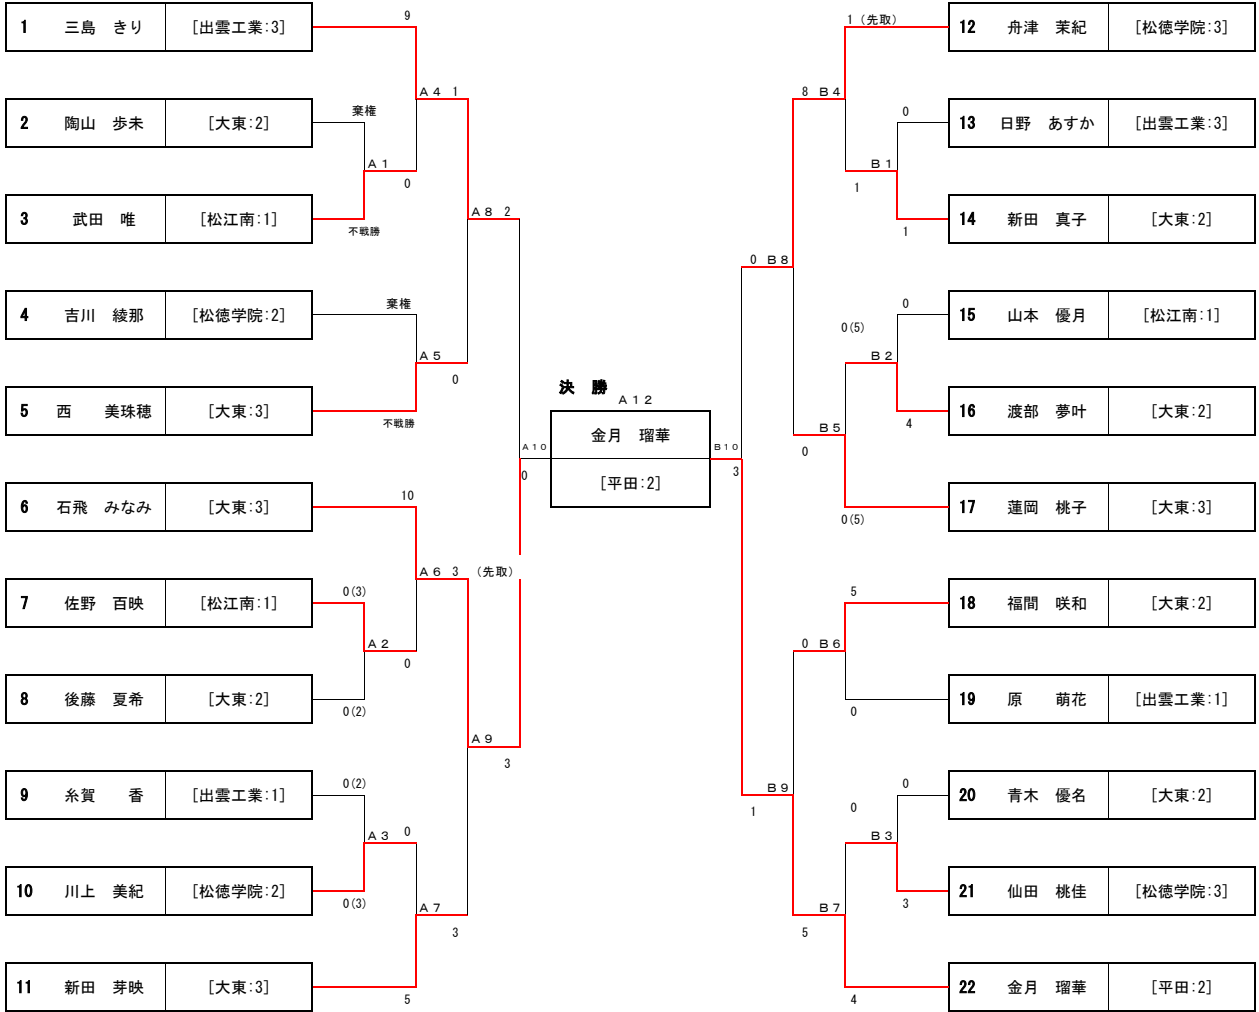 1 三島 きり [出雲工業:3]
2 陶山 歩未 [大東:2]
3 武田 唯 [松江南:1]
4 吉川 綾那 [松徳学院:2]
5 西 美珠穂 [大東:3]
6 石飛 みなみ [大東:3]
7 佐野 百映 [松江南:1]
8 後藤 夏希 [大東:2]
9 糸賀 香 [出雲工業:1]
10 川上 美紀 [松徳学院:2]
11 新田 芽映 [大東:3]
9
A4 1
棄権
A1
0
不戦勝
A8 2
棄権
A5
0
不戦勝
A10
0
10
A6 3 (先取)
0(3)
A2
0
0(2)
A9
3
0(2)
A3 0
0(3)
A7
3
5
決 勝
A12
金月 瑠華
[平田:2]
1 (先取)
8 B4
0
B1
1
1
0 B8
0
0(5)
B2
4
B5
0
0(5)
B10
3
5
0 B6
0
B9
1
0
0
B3
3
B7
5
4
12 舟津 茉紀 [松徳学院:3]
13 日野 あすか [出雲工業:3]
14 新田 真子 [大東:2]
15 山本 優月 [松江南:1]
16 渡部 夢叶 [大東:2]
17 蓮岡 桃子 [大東:3]
18 福間 咲和 [大東:2]
19 原 萌花 [出雲工業:1]
20 青木 優名 [大東:2]
21 仙田 桃佳 [松徳学院:3]
22 金月 瑠華 [平田:2]